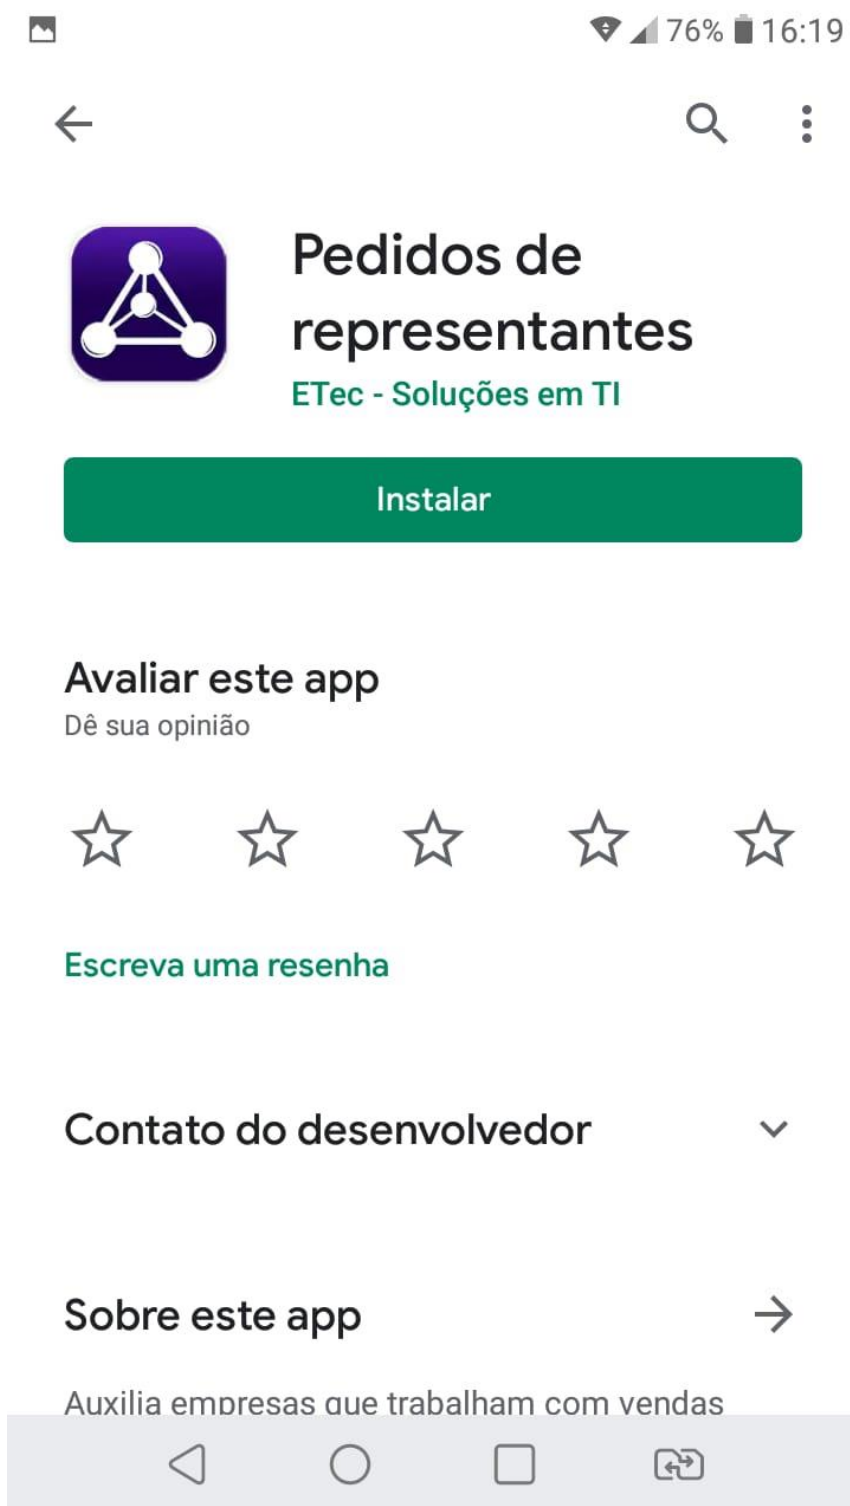 76% 16:19
Pedidos de
representantes
ETec - Soluções em TI
Instalar
Avaliar este app
Dê sua opinião
Escreva uma resenha
Contato do desenvolvedor
Sobre este app
Auxilia empresas que trabalham com vendas